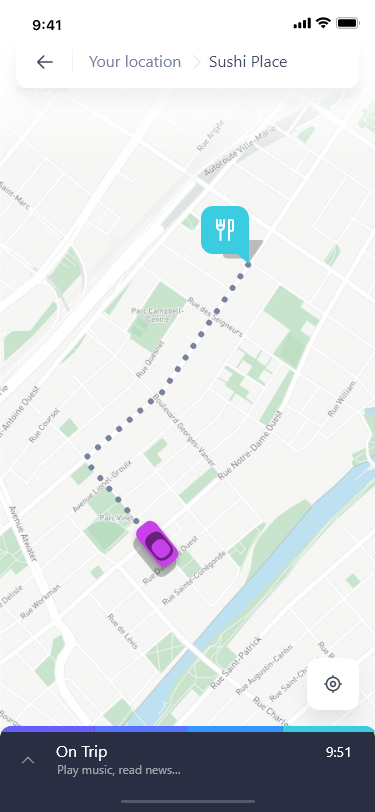 9:41
Your location
Sushi Place
Rue Argyle
Autoroute Ville-Marie
Saint-Marc
Parc Campbell-
Centre
Rue des Seigneurs
Rue Quesnel
Rue William
Boulevard Georges-Vanier
-Antoine Ouest
Rue Coursol
Rue Notre-Dame Ouest
Avenue Lionel-Groulx
Avenue Atwater
Parc Vinet
Rue Sainte-Cunégonde
Delisle
Rue Workman
Rue de Lévis
Rue Saint-Patrick
Rue Augustin-Cantin
Rue Charle
On Trip
9:51
Play music, read news...